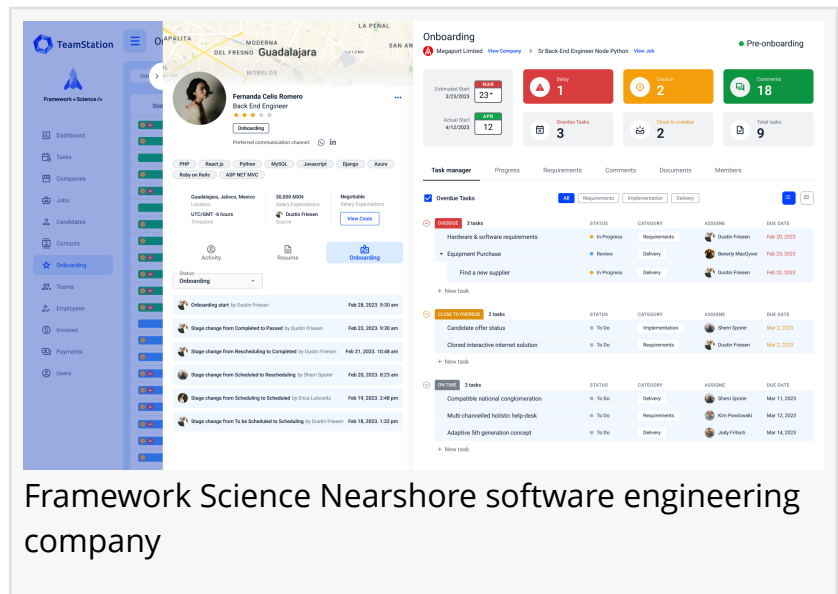 TeamStation
Framework<Science/>
Dashboard
Tasks
Companies
Jobs
Candidates
Contacts
Onboarding
Teams
Employees
Invoices
Payments
Users
LA PEÑAL
APALITA
MODERNA
DEL FRESNO Guadalajara
LA LOMA
SAN AN
MORELOS
Fernanda Celis Romero
Back End Engineer
Onboarding
Preferred communication channel:
PHP React.js Python MySQL Javascript Django Azure
Ruby on Rails ASP NET MVC
Guadalajara, Jalisco, Mexico
Location
UTC/GMT -6 hours
Timezone
30,000 MXN
Salary Expectations
Dustin Friesen
Source
Negotiable
Salary Expectations
View Costs
Activity
Resume
Onboarding
Status:
Onboarding
Onboarding start by Dustin Friesen Feb 28, 2023. 9:30 am
Stage change from Completed to Passed by Dustin Friesen Feb 23, 2023. 9:30 am
Stage change from Rescheduling to Completed by Dustin Friesen Feb 21, 2023. 10:48 am
Stage change from Scheduled to Rescheduling by Sherri Sporer Feb 20, 2023. 8:23 am
Stage change from Scheduling to Scheduled by Erica Lubowitz Feb 19, 2023. 2:48 pm
Stage change from To be Scheduled to Scheduling by Dustin Friesen Feb 18, 2023. 1:32 pm
Onboarding
Megaport Limited View Company > Sr Back-End Engineer Node Python View Job
Pre-onboarding
Estimated Start
3/23/2023
MAR
23
Actual Start
4/12/2023
APR
12
Delay
1
Caution
2
Comments
18
Overdue Tasks
3
Close to overdue
2
Total tasks
9
Task manager Progress Requirements Comments Documents Members
Overdue Tasks
All Requirements Implementation Delivery
OVERDUE 3 tasks STATUS CATEGORY ASSIGNE DUE DATE
Hardware & software requirements In Progress Requirements Dustin Friesen Feb 20, 2023
Equipment Purchase Review Delivery Beverly MacGyver Feb 23, 2023
Find a new supplier In Progress Delivery Dustin Friesen Feb 22, 2023
+ New task
CLOSE TO OVERDUE 2 tasks STATUS CATEGORY ASSIGNE DUE DATE
Candidate offer status To Do Implementation Sherri Sporer Mar 2, 2023
Cloned interactive internet solution To Do Requirements Dustin Friesen Mar 2, 2023
+ New task
ON TIME 3 tasks STATUS CATEGORY ASSIGNE DUE DATE
Compatible national conglomeration To Do Delivery Sherri Sporer Mar 11, 2023
Multi-channelled holistic help-desk To Do Requirements Kim Powlowski Mar 12, 2023
Adaptive 5th generation concept To Do Delivery Jody Fritsch Mar 14, 2023
+ New task
Framework Science Nearshore software engineering
company